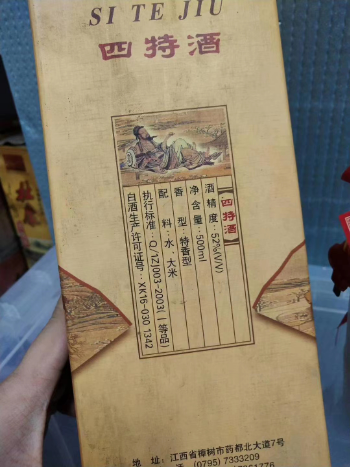 SI TE JIU
四特酒
【四特酒】
酒精度：52%(V/V)
净含量：500ml
香型：特香型
配料：水、大米
执行标准：Q/JZJ003-2003(一等品)
白酒生产许可证号：XK16-030 1342
地址：江西省樟树市药都北大道7号
(0795) 7333209